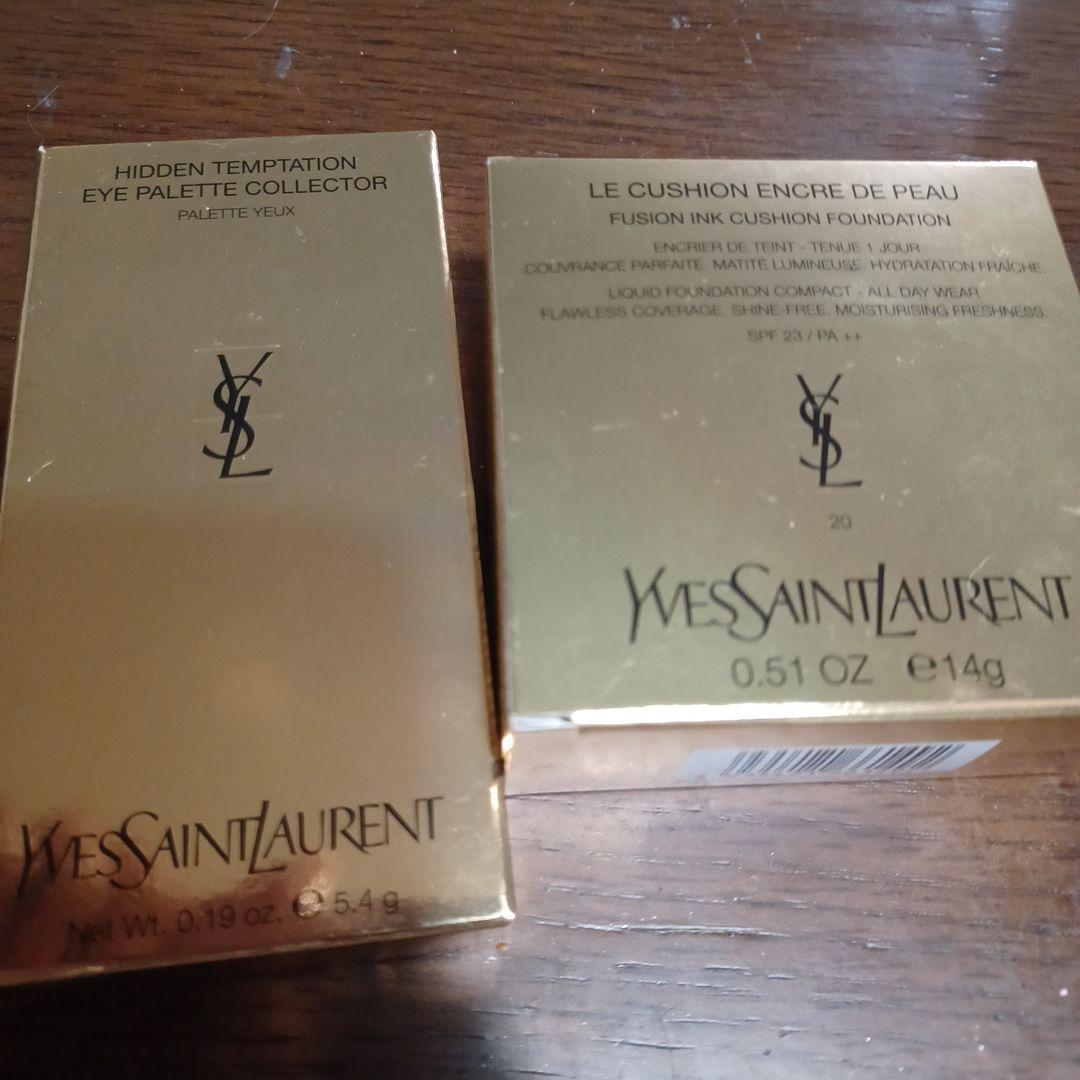 HIDDEN TEMPTATION
EYE PALETTE COLLECTOR
PALETTE YEUX
YSL
YVESSAINTLAURENT
Net Wt. 0.19 oz. ℮ 5.4 g
LE CUSHION ENCRE DE PEAU
FUSION INK CUSHION FOUNDATION
ENCRIER DE TEINT - TENUE 1 JOUR
COUVRANCE PARFAITE. MATITÉ LUMINEUSE. HYDRATATION FRAÎCHE.
LIQUID FOUNDATION COMPACT - ALL DAY WEAR
FLAWLESS COVERAGE. SHINE-FREE. MOISTURISING FRESHNESS.
SPF 23 / PA ++
YSL
20
YVESSAINTLAURENT
0.51 OZ ℮14g